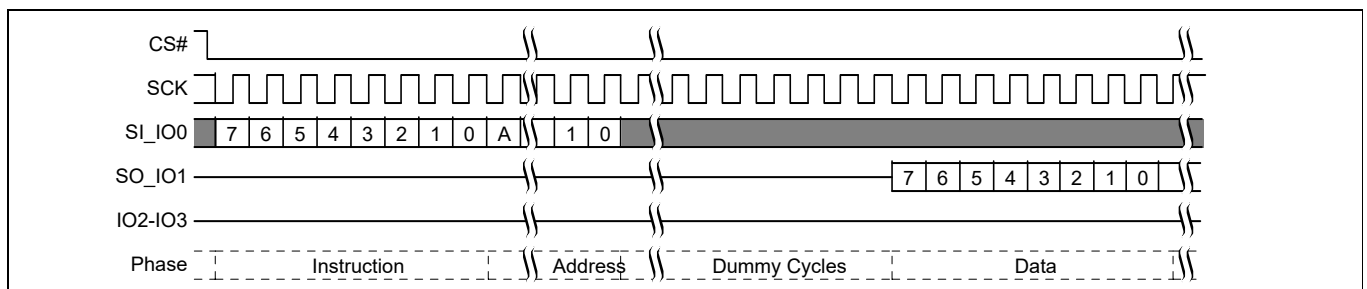 CS#
SCK
SI_IO0 7 6 5 4 3 2 1 0 A 1 0
SO_IO1 7 6 5 4 3 2 1 0
IO2-IO3
Phase Instruction Address Dummy Cycles Data